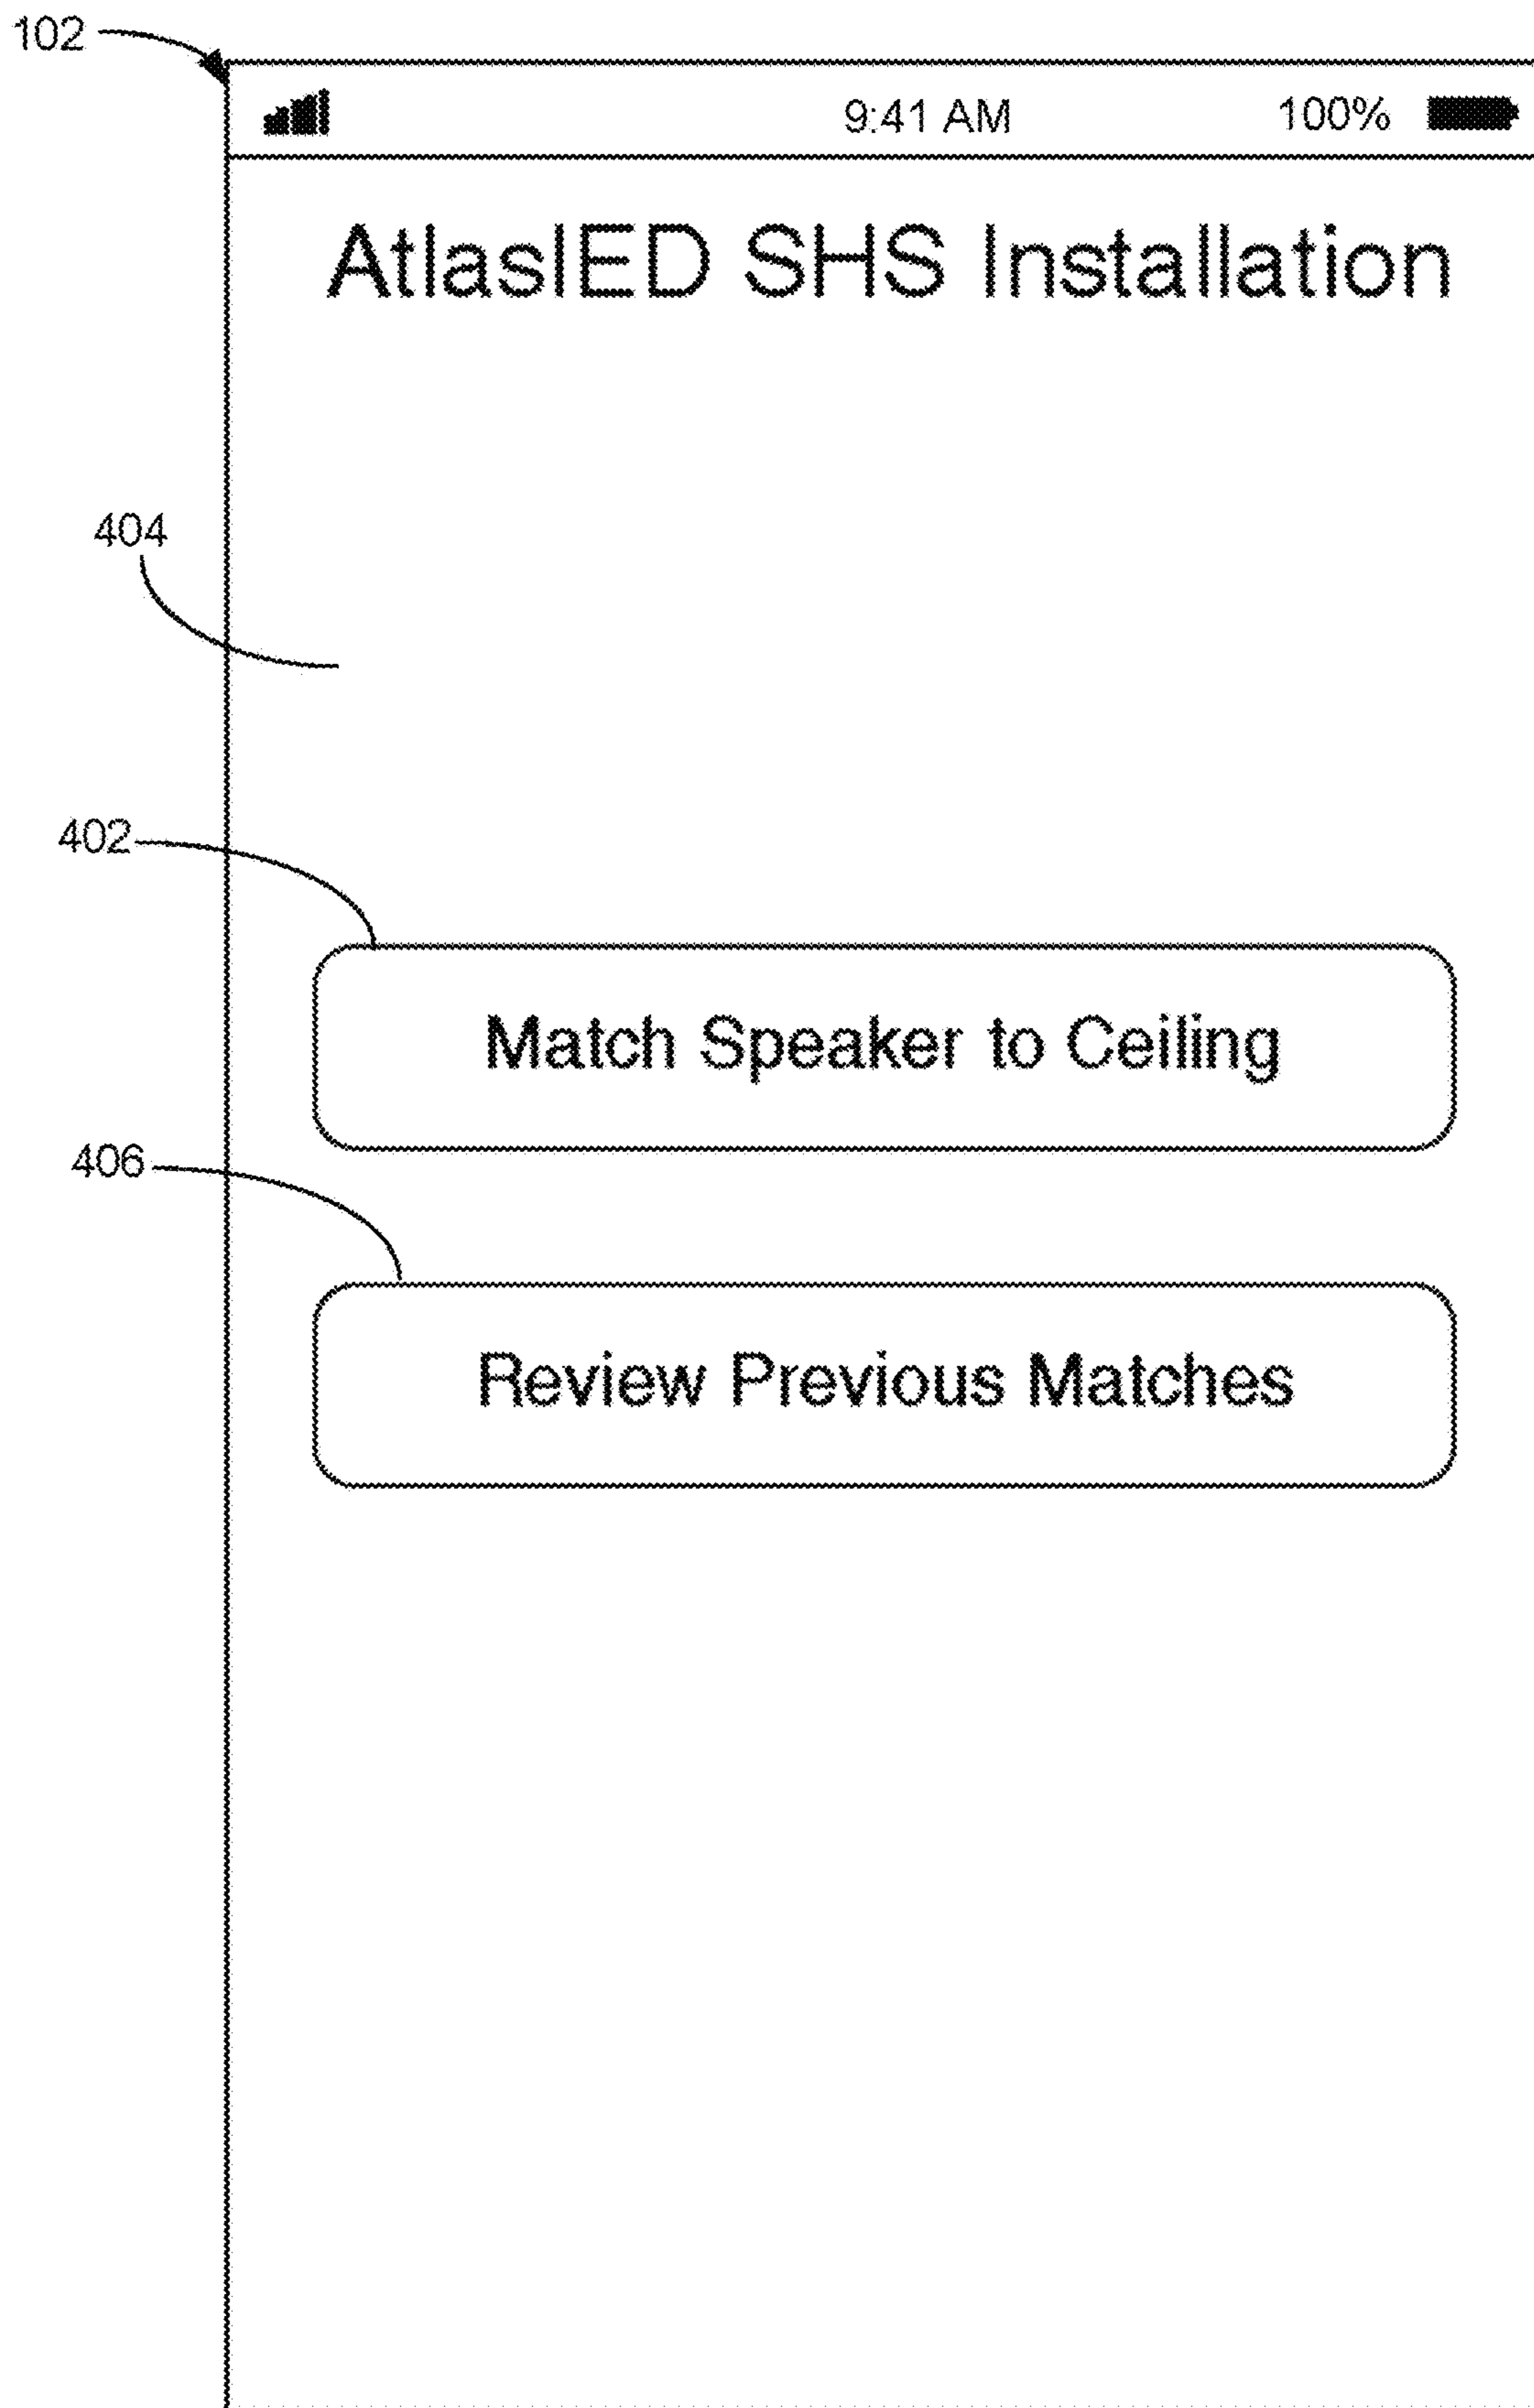 102
9:41 AM 100%
AtlasIED SHS Installation
404
402
Match Speaker to Ceiling
406
Review Previous Matches